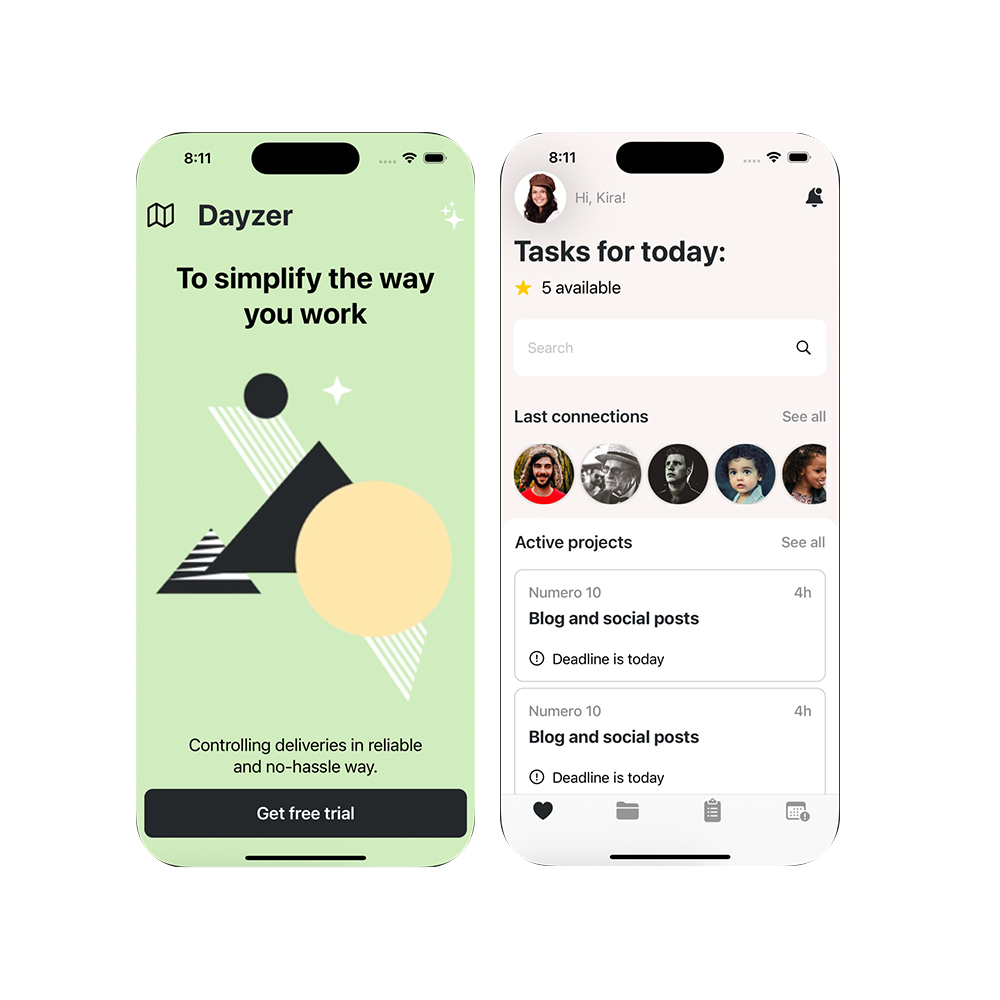 8:11
Dayzer
To simplify the way
you work
Controlling deliveries in reliable
and no-hassle way.
Get free trial
8:11
Hi, Kira!
Tasks for today:
5 available
Search
Last connections
See all
Active projects
See all
Numero 10
4h
Blog and social posts
Deadline is today
Numero 10
4h
Blog and social posts
Deadline is today